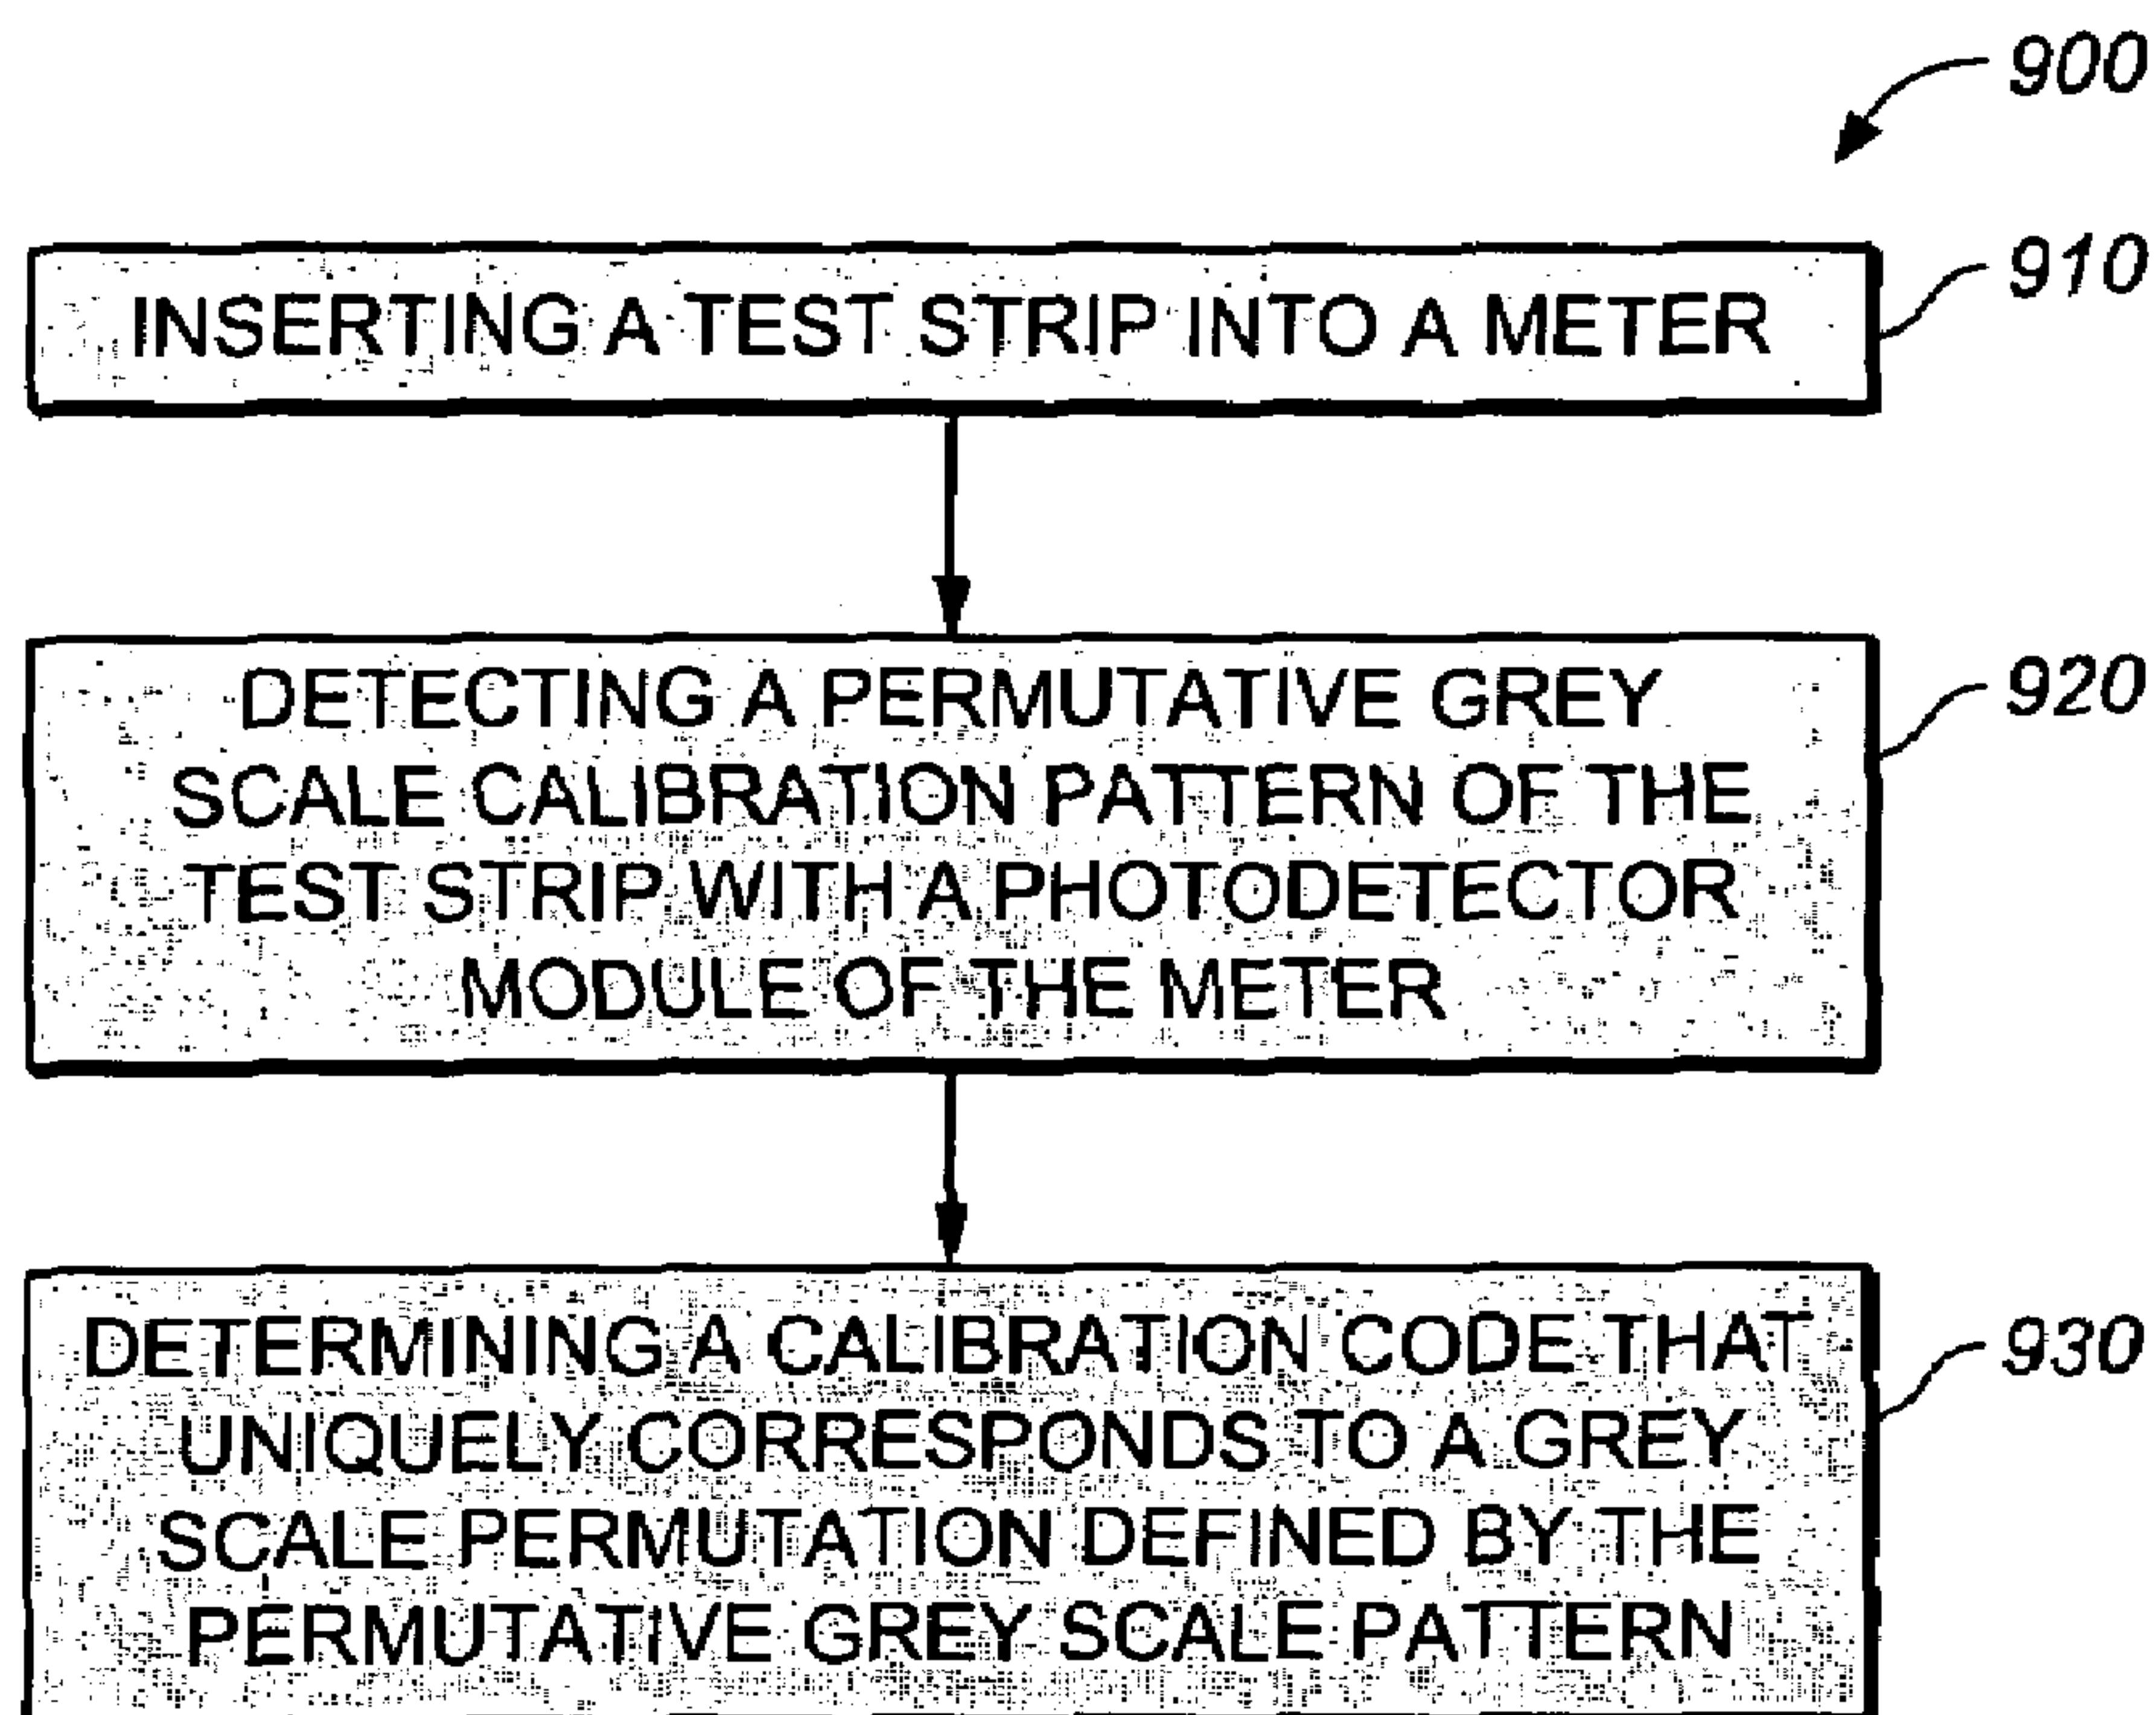 900
910
INSERTING A TEST STRIP INTO A METER
920
DETECTING A PERMUTATIVE GREY
SCALE CALIBRATION PATTERN OF THE
TEST STRIP WITH A PHOTODETECTOR
MODULE OF THE METER
930
DETERMINING A CALIBRATION CODE THAT
UNIQUELY CORRESPONDS TO A GREY
SCALE PERMUTATION DEFINED BY THE
PERMUTATIVE GREY SCALE PATTERN